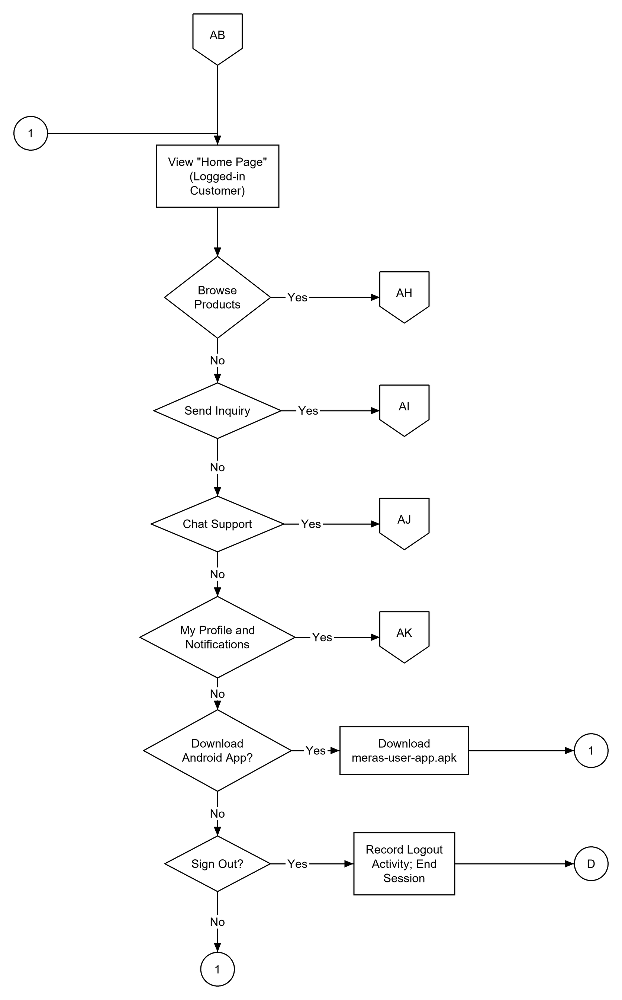 AB
1
View "Home Page"
(Logged-in
Customer)
Browse
Products
Yes
AH
No
Send Inquiry
Yes
AI
No
Chat Support
Yes
AJ
No
My Profile and
Notifications
Yes
AK
No
Download
Android App?
Yes
Download
meras-user-app.apk
1
No
Sign Out?
Yes
Record Logout
Activity; End
Session
D
No
1